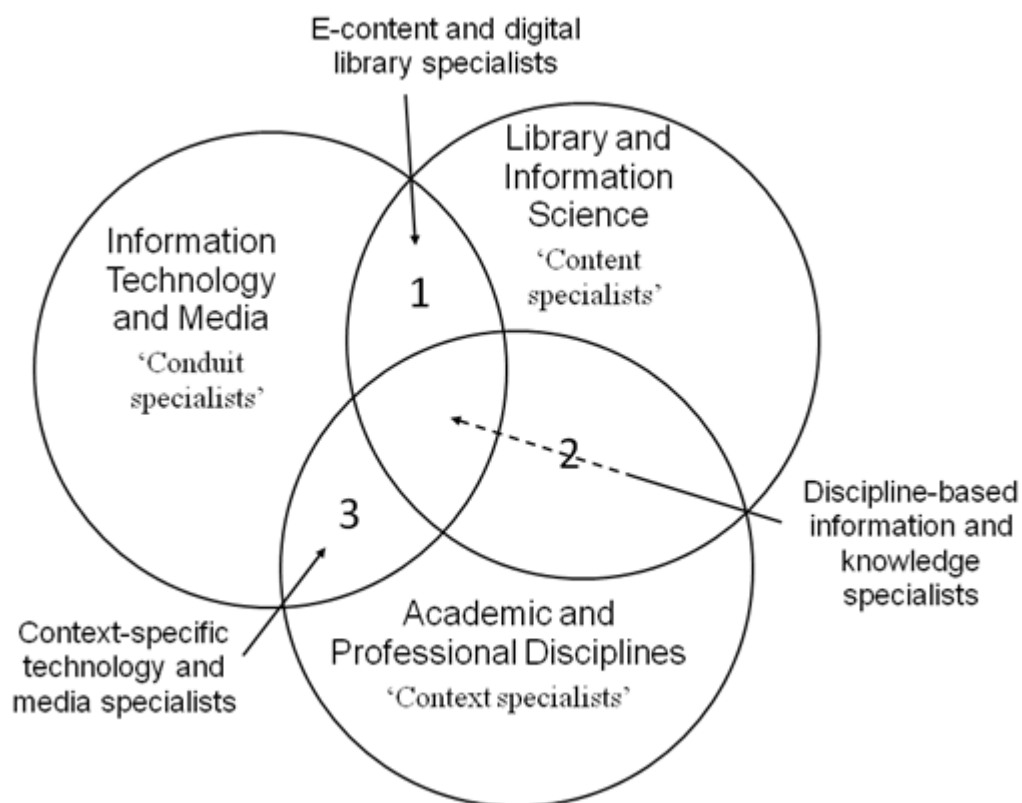 E-content and digital
library specialists
Library and
Information
Science
‘Content
specialists’
Information
Technology
and Media
‘Conduit
specialists’
1
2
3
Discipline-based
information and
knowledge
specialists
Context-specific
technology and
media specialists
Academic and
Professional Disciplines
‘Context specialists’